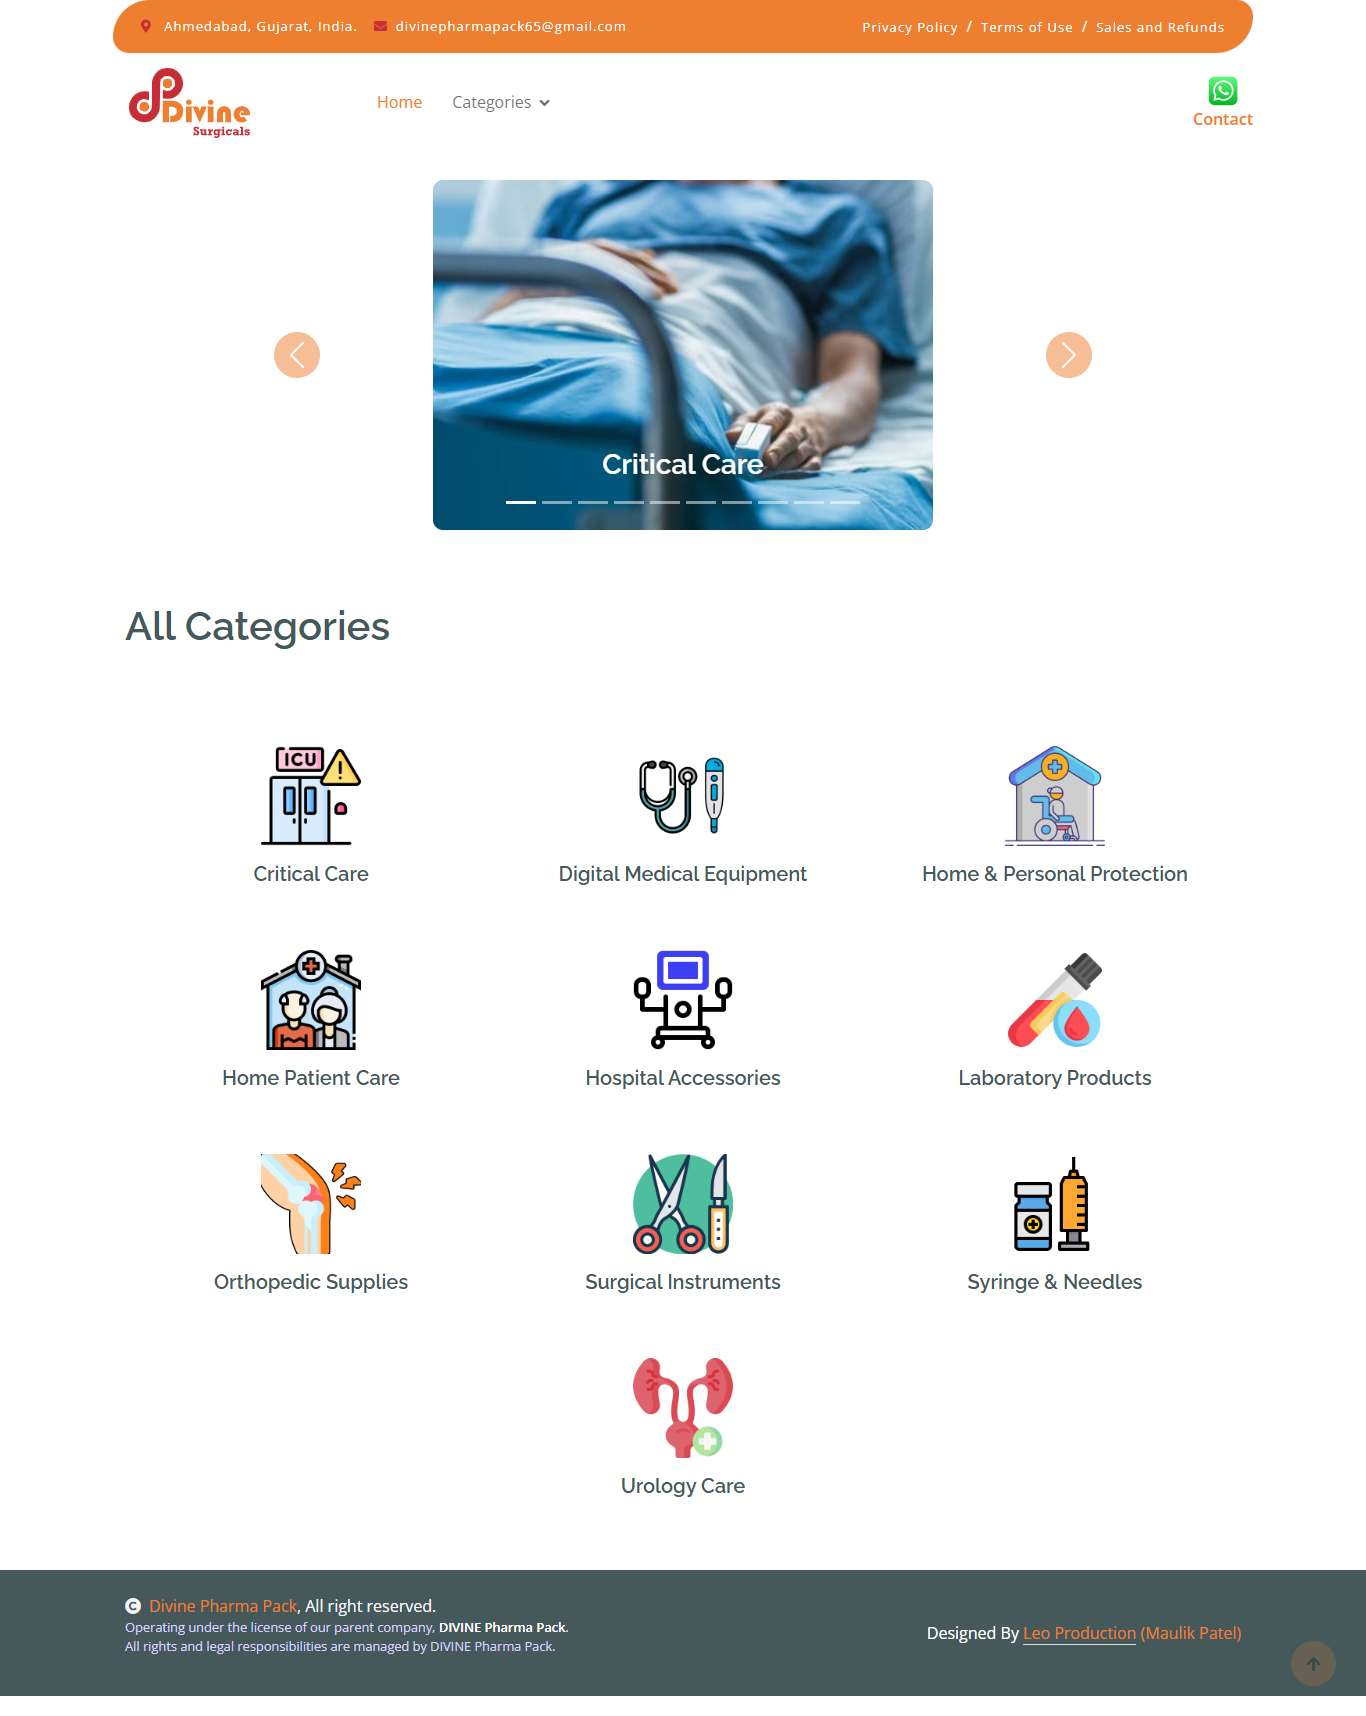 Ahmedabad, Gujarat, India. divinepharmapack65@gmail.com Privacy Policy / Terms of Use / Sales and Refunds
dp Divine
Surgicals
Home Categories
Contact
Critical Care
All Categories
ICU
Critical Care Digital Medical Equipment Home & Personal Protection
Home Patient Care Hospital Accessories Laboratory Products
Orthopedic Supplies Surgical Instruments Syringe & Needles
Urology Care
Divine Pharma Pack, All right reserved.
Operating under the license of our parent company, DIVINE Pharma Pack.
All rights and legal responsibilities are managed by DIVINE Pharma Pack.
Designed By Leo Production (Maulik Patel)